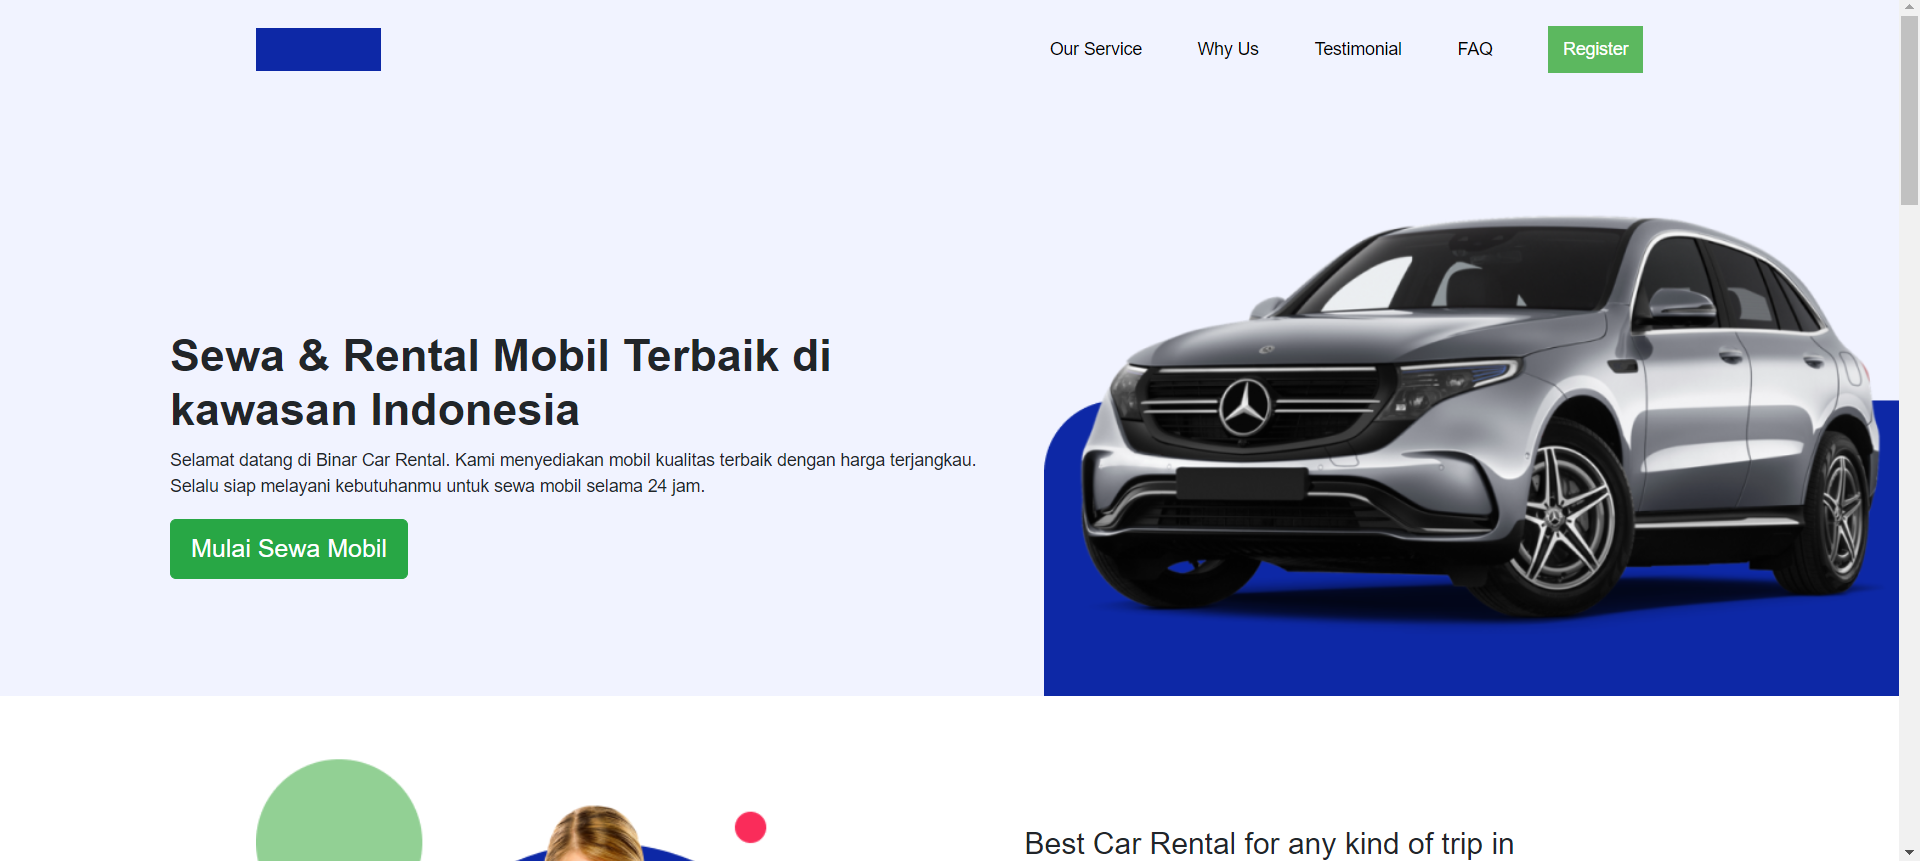 Our Service
Why Us
Testimonial
FAQ
Register
Sewa & Rental Mobil Terbaik di
kawasan Indonesia
Selamat datang di Binar Car Rental. Kami menyediakan mobil kualitas terbaik dengan harga terjangkau.
Selalu siap melayani kebutuhanmu untuk sewa mobil selama 24 jam.
Mulai Sewa Mobil
Best Car Rental for any kind of trip in